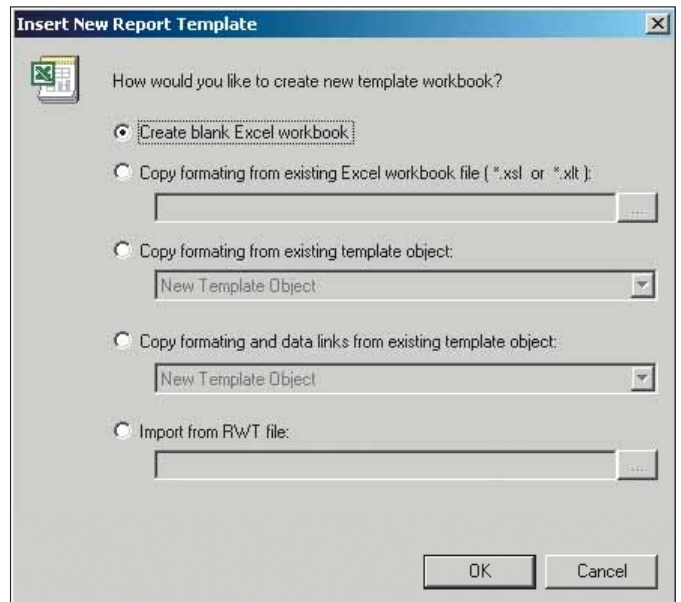 Insert New Report Template
How would you like to create new template workbook?
Create blank Excel workbook
Copy formating from existing Excel workbook file ( *.xsl or *.xlt ):
....
Copy formating from existing template object:
New Template Object
Copy formating and data links from existing template object:
New Template Object
Import from RWT file:
....
OK
Cancel